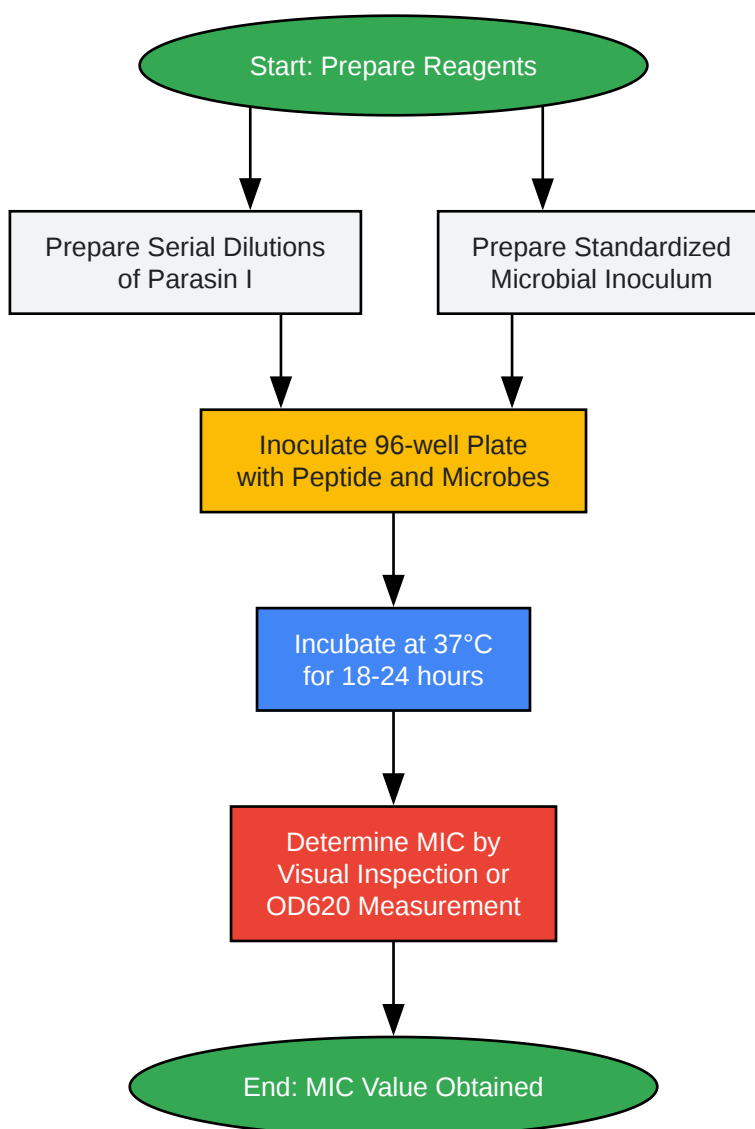 Start: Prepare Reagents
Prepare Serial Dilutions
of Parasin I
Prepare Standardized
Microbial Inoculum
Inoculate 96-well Plate
with Peptide and Microbes
Incubate at 37°C
for 18-24 hours
Determine MIC by
Visual Inspection or
OD620 Measurement
End: MIC Value Obtained